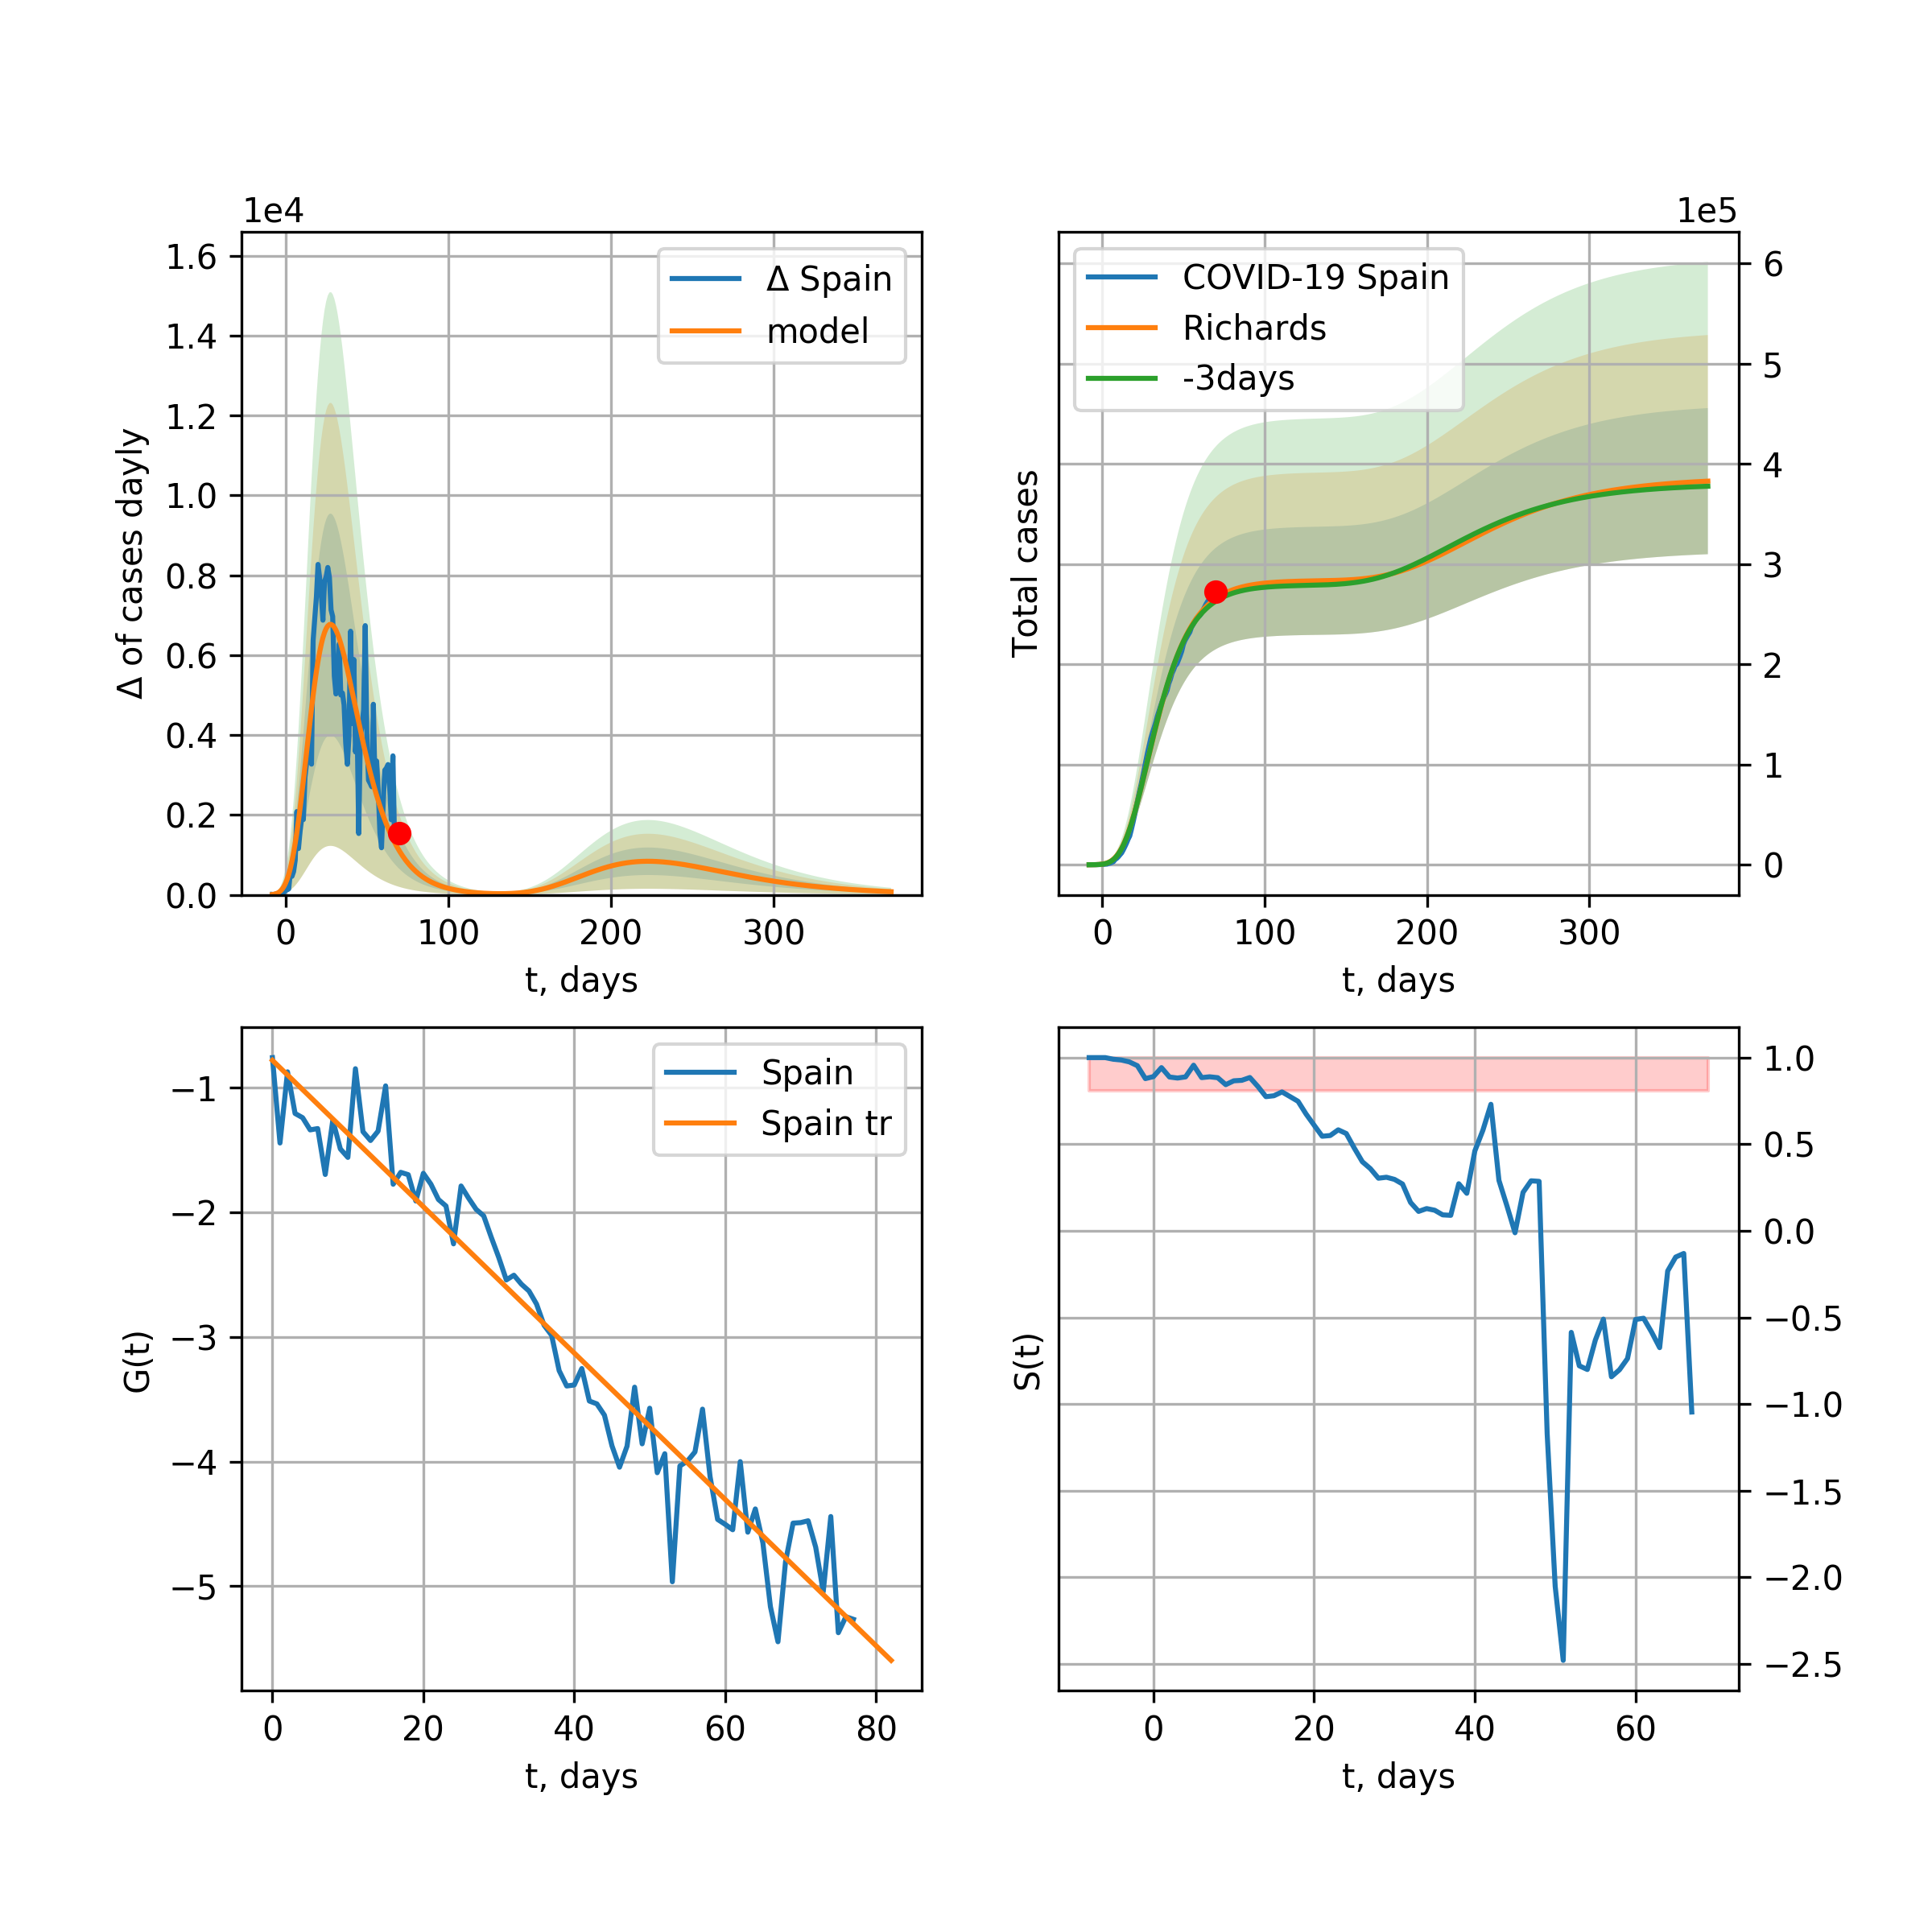 1e4
1.6
1.4
1.2
1.0
0.8
0.6
0.4
0.2
0.0
Δ of cases dayly
Δ Spain
model
0 100 200 300
t, days
1e5
6
5
4
3
2
1
0
Total cases
COVID-19 Spain
Richards
-3days
0 100 200 300
t, days
−1
−2
−3
−4
−5
G(t)
Spain
Spain tr
0 20 40 60 80
t, days
1.0
0.5
0.0
−0.5
−1.0
−1.5
−2.0
−2.5
S(t)
0 20 40 60
t, days